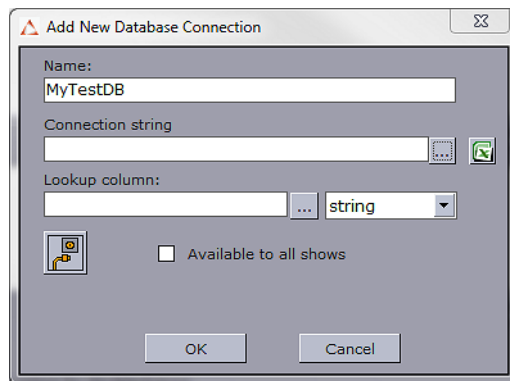 Add New Database Connection
Name:
MyTestDB
Connection string
...
Lookup column:
... string
Available to all shows
OK Cancel